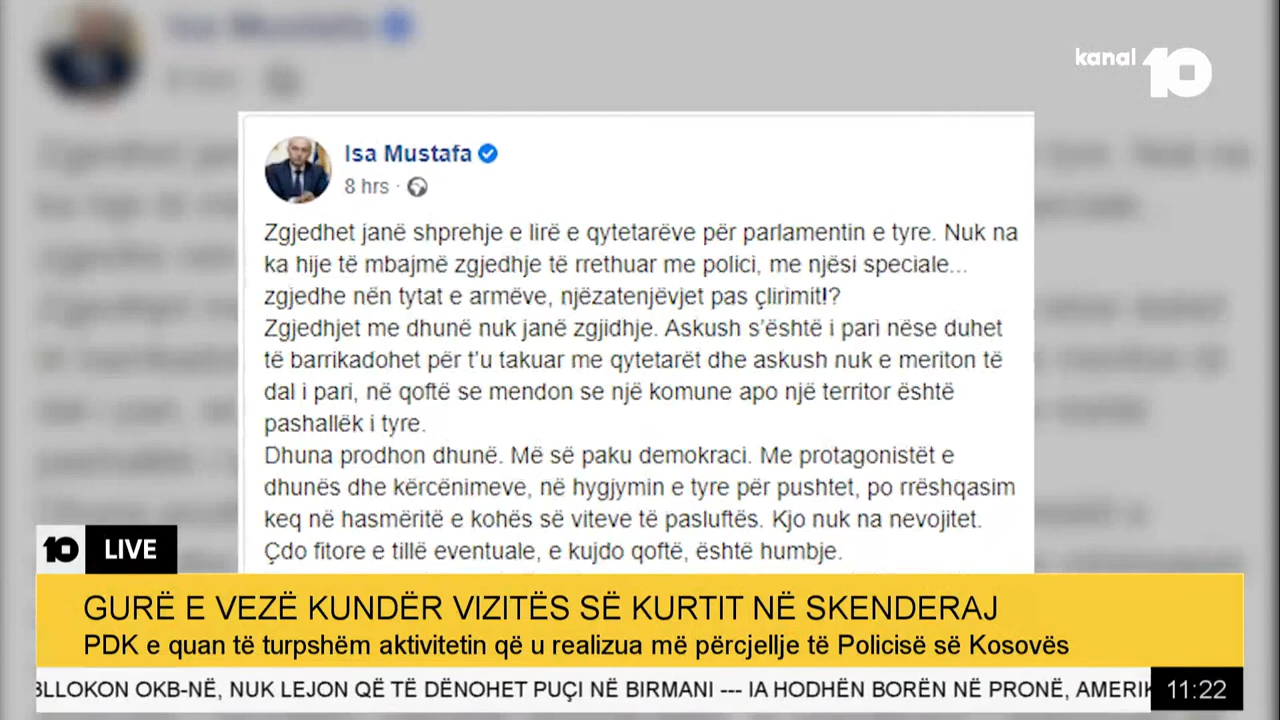 kanal 10
Isa Mustafa
8 hrs ·
Zgjedhet janë shprehje e lirë e qytetarëve për parlamentin e tyre. Nuk na
ka hije të mbajmë zgjedhje të rrethuar me polici, me njësi speciale...
zgjedhe nën tytat e armëve, njëzatenjëvjet pas çlirimit!?
Zgjedhjet me dhunë nuk janë zgjidhje. Askush s'është i pari nëse duhet
të barrikadohet për t'u takuar me qytetarët dhe askush nuk e meriton të
dal i pari, në qoftë se mendon se një komune apo një territor është
pashallëk i tyre.
Dhuna prodhon dhunë. Më së paku demokraci. Me protagonistët e
dhunës dhe kërcënimeve, në hygjymin e tyre për pushtet, po rrëshqasim
keq në hasmëritë e kohës së viteve të pasluftës. Kjo nuk na nevojitet.
Çdo fitore e tillë eventuale, e kujdo qoftë, është humbje.
10 LIVE
GURË E VEZË KUNDËR VIZITËS SË KURTIT NË SKENDERAJ
PDK e quan të turpshëm aktivitetin që u realizua më përcjellje të Policisë së Kosovës
BLLOKON OKB-NË, NUK LEJON QË TË DËNOHET PUÇI NË BIRMANI --- IA HODHËN BORËN NË PRONË, AMERIK 11:22